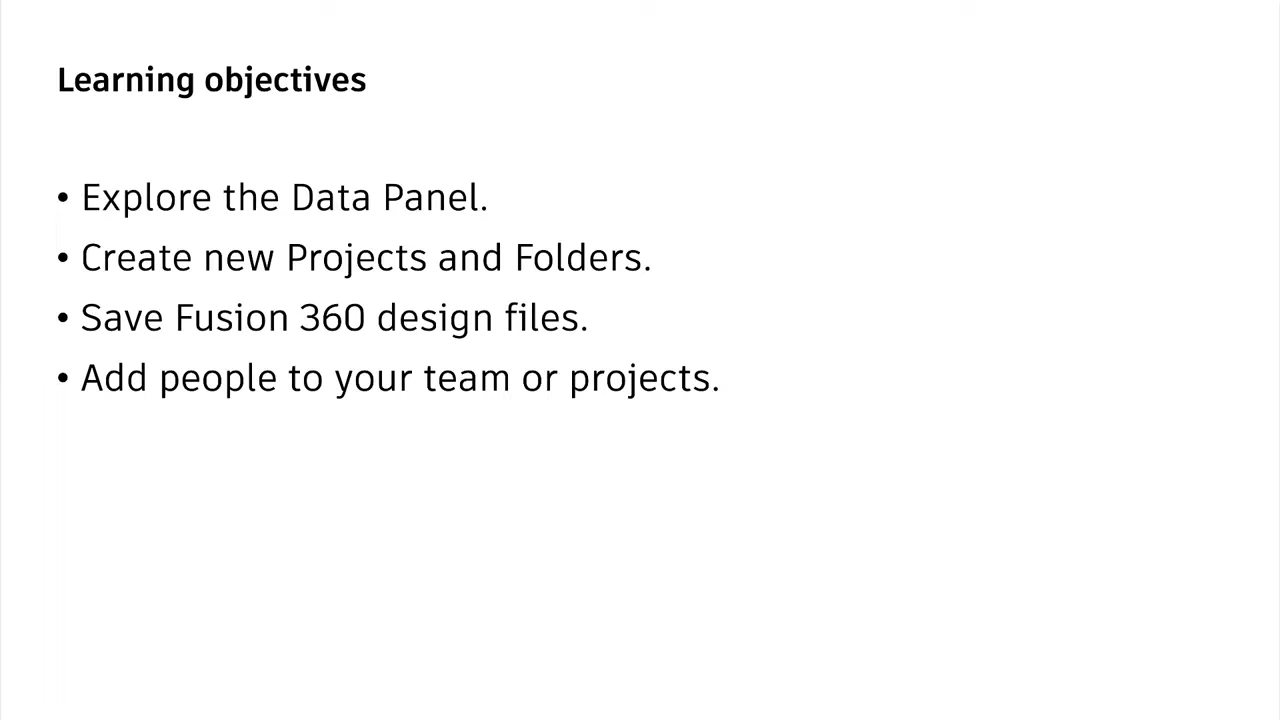 Learning objectives
• Explore the Data Panel.
• Create new Projects and Folders.
• Save Fusion 360 design files.
• Add people to your team or projects.